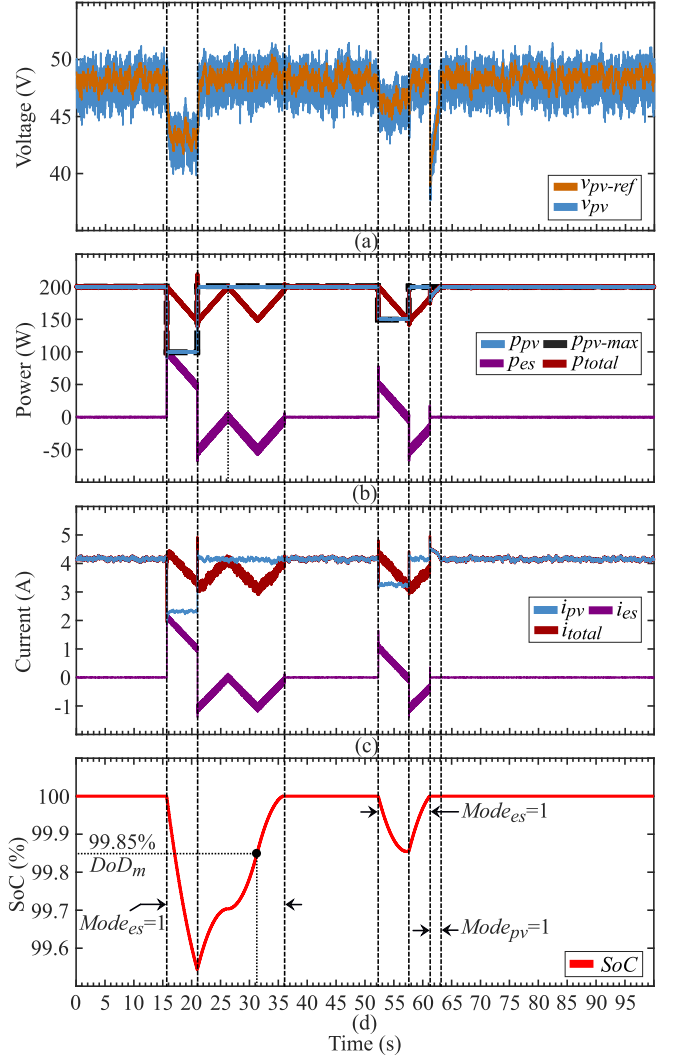 50
45
40
Voltage (V)
v_pv-ref
v_pv
(a)
200
150
100
50
0
-50
Power (W)
p_pv p_pv-max
p_es p_total
(b)
5
4
3
2
1
0
-1
Current (A)
i_pv i_es
i_total
(c)
100
99.9
99.8
99.7
99.6
SoC (%)
99.85%
DoD_m
Mode_es=1
Mode_es=1
Mode_pv=1
SoC
0 5 10 15 20 25 30 35 40 45 50 55 60 65 70 75 80 85 90 95
(d)
Time (s)